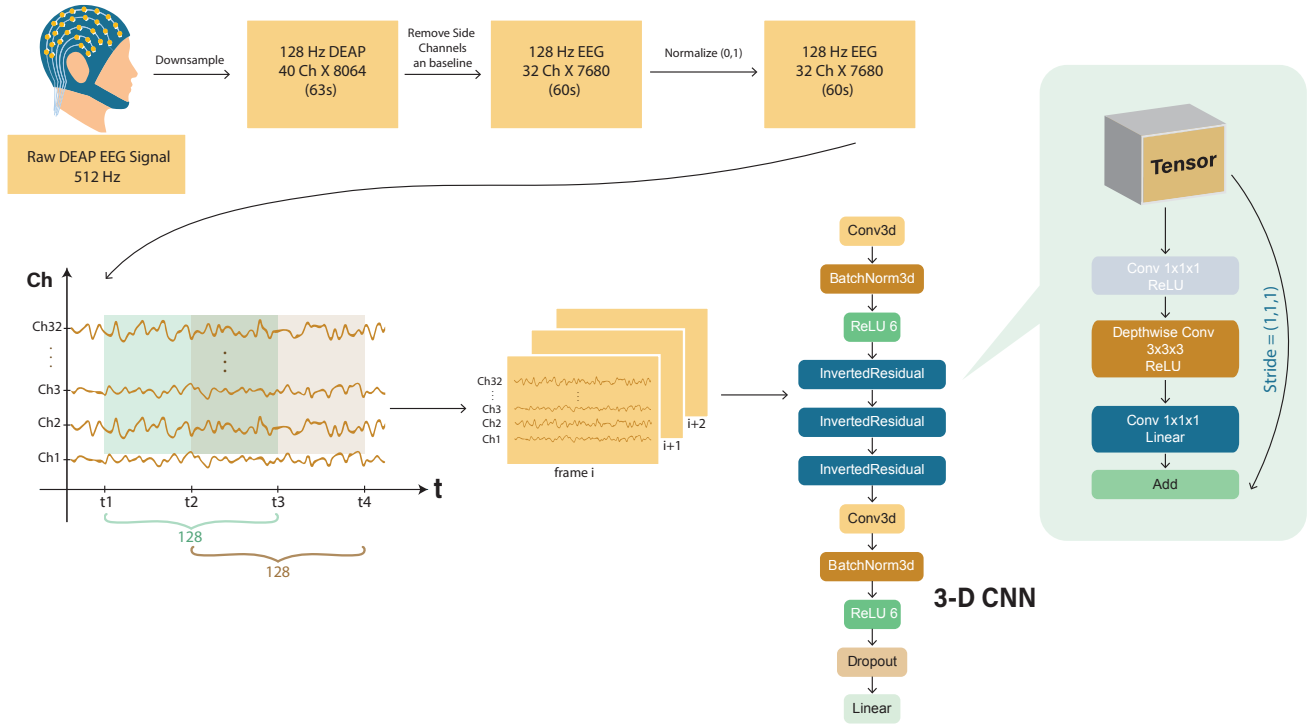 Raw DEAP EEG Signal
512 Hz
Downsample
128 Hz DEAP
40 Ch X 8064
(63s)
Remove Side
Channels
an baseline
128 Hz EEG
32 Ch X 7680
(60s)
Normalize (0,1)
128 Hz EEG
32 Ch X 7680
(60s)
Ch
Ch32
Ch3
Ch2
Ch1
t1
t2
t3
t4
t
128
128
Ch32
Ch3
Ch2
Ch1
frame i
i+1
i+2
Conv3d
BatchNorm3d
ReLU 6
InvertedResidual
InvertedResidual
InvertedResidual
Conv3d
BatchNorm3d
ReLU 6
Dropout
Linear
3-D CNN
Tensor
Conv 1x1x1
ReLU
Depthwise Conv
3x3x3
ReLU
Conv 1x1x1
Linear
Add
Stride = (1,1,1)